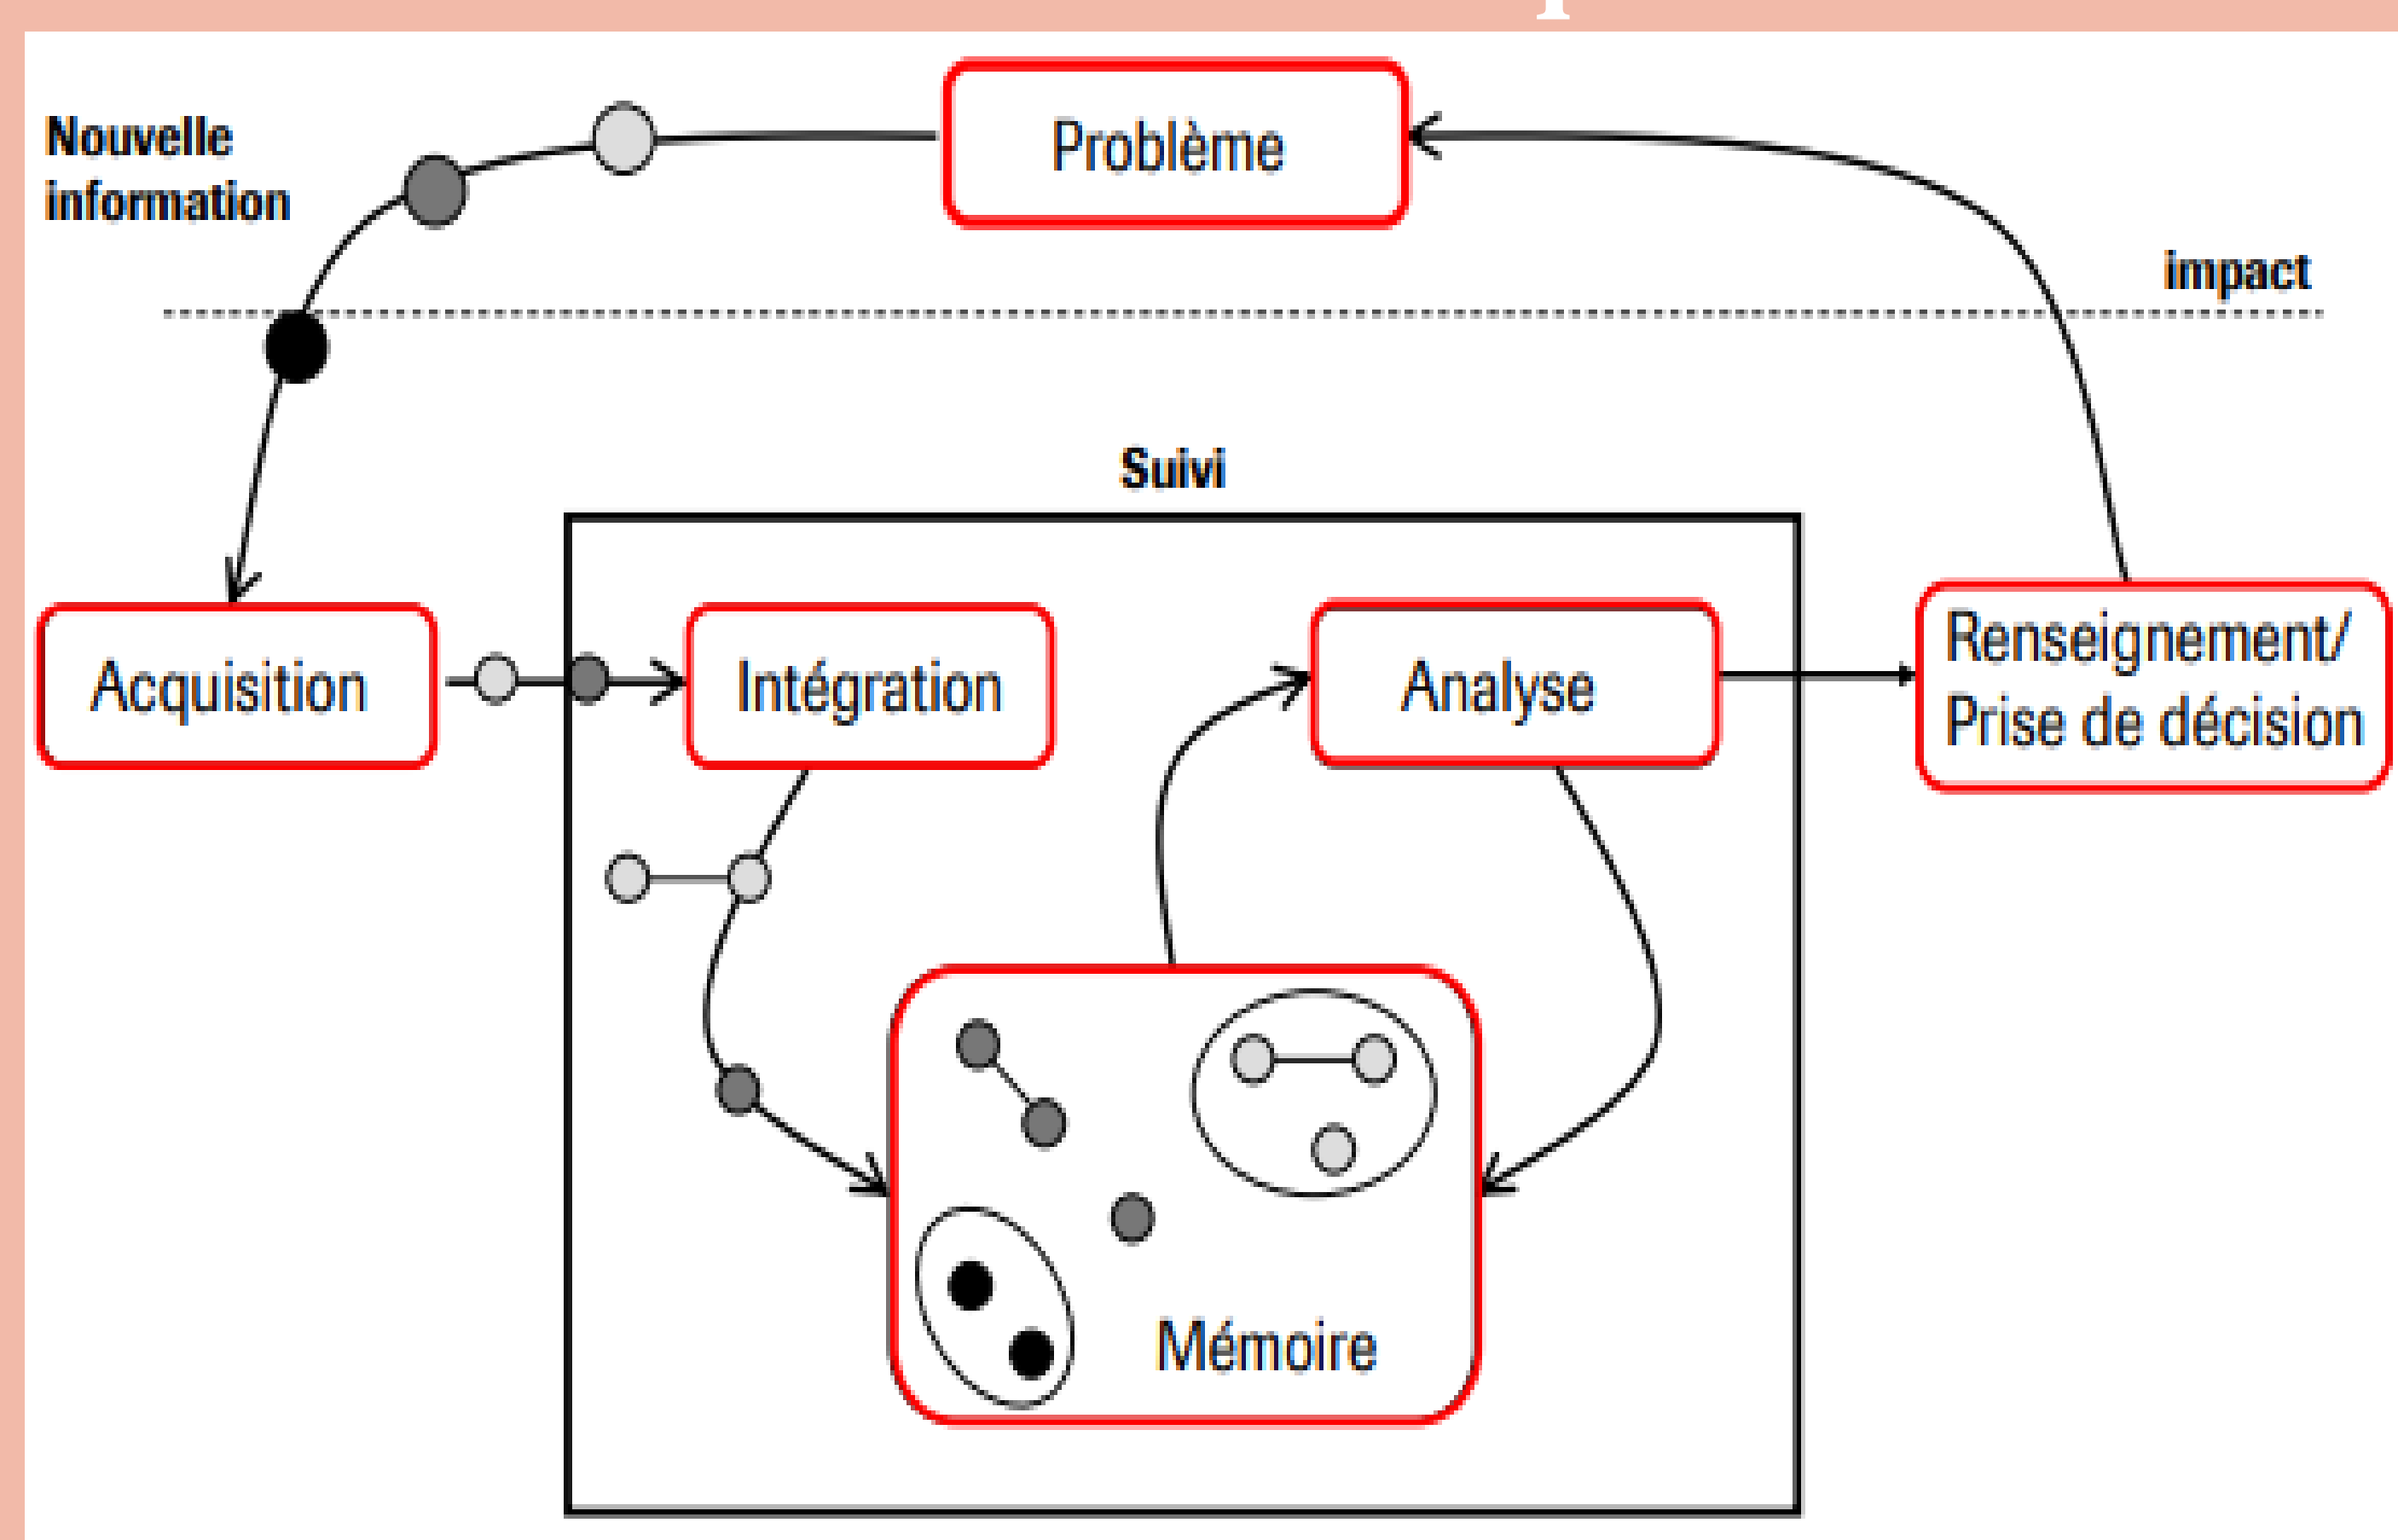 Problème
Nouvelle
information
impact
Suivi
Acquisition
Intégration
Analyse
Renseignement/
Prise de décision
Mémoire